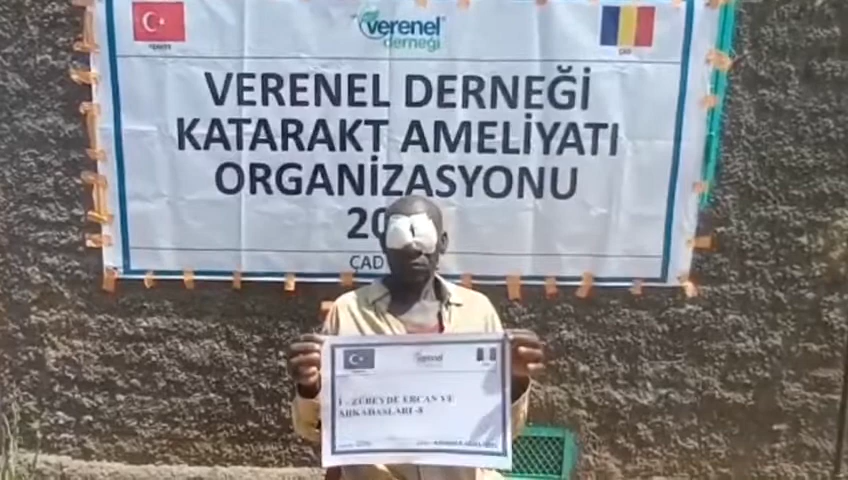 verenel
derneği
VERENEL DERNEĞİ
KATARAKT AMELİYATI
ORGANİZASYONU
20
ÇAD
verenel
1 - ZÜBEYDE ERCAN VE
ARKADAŞLARI -8